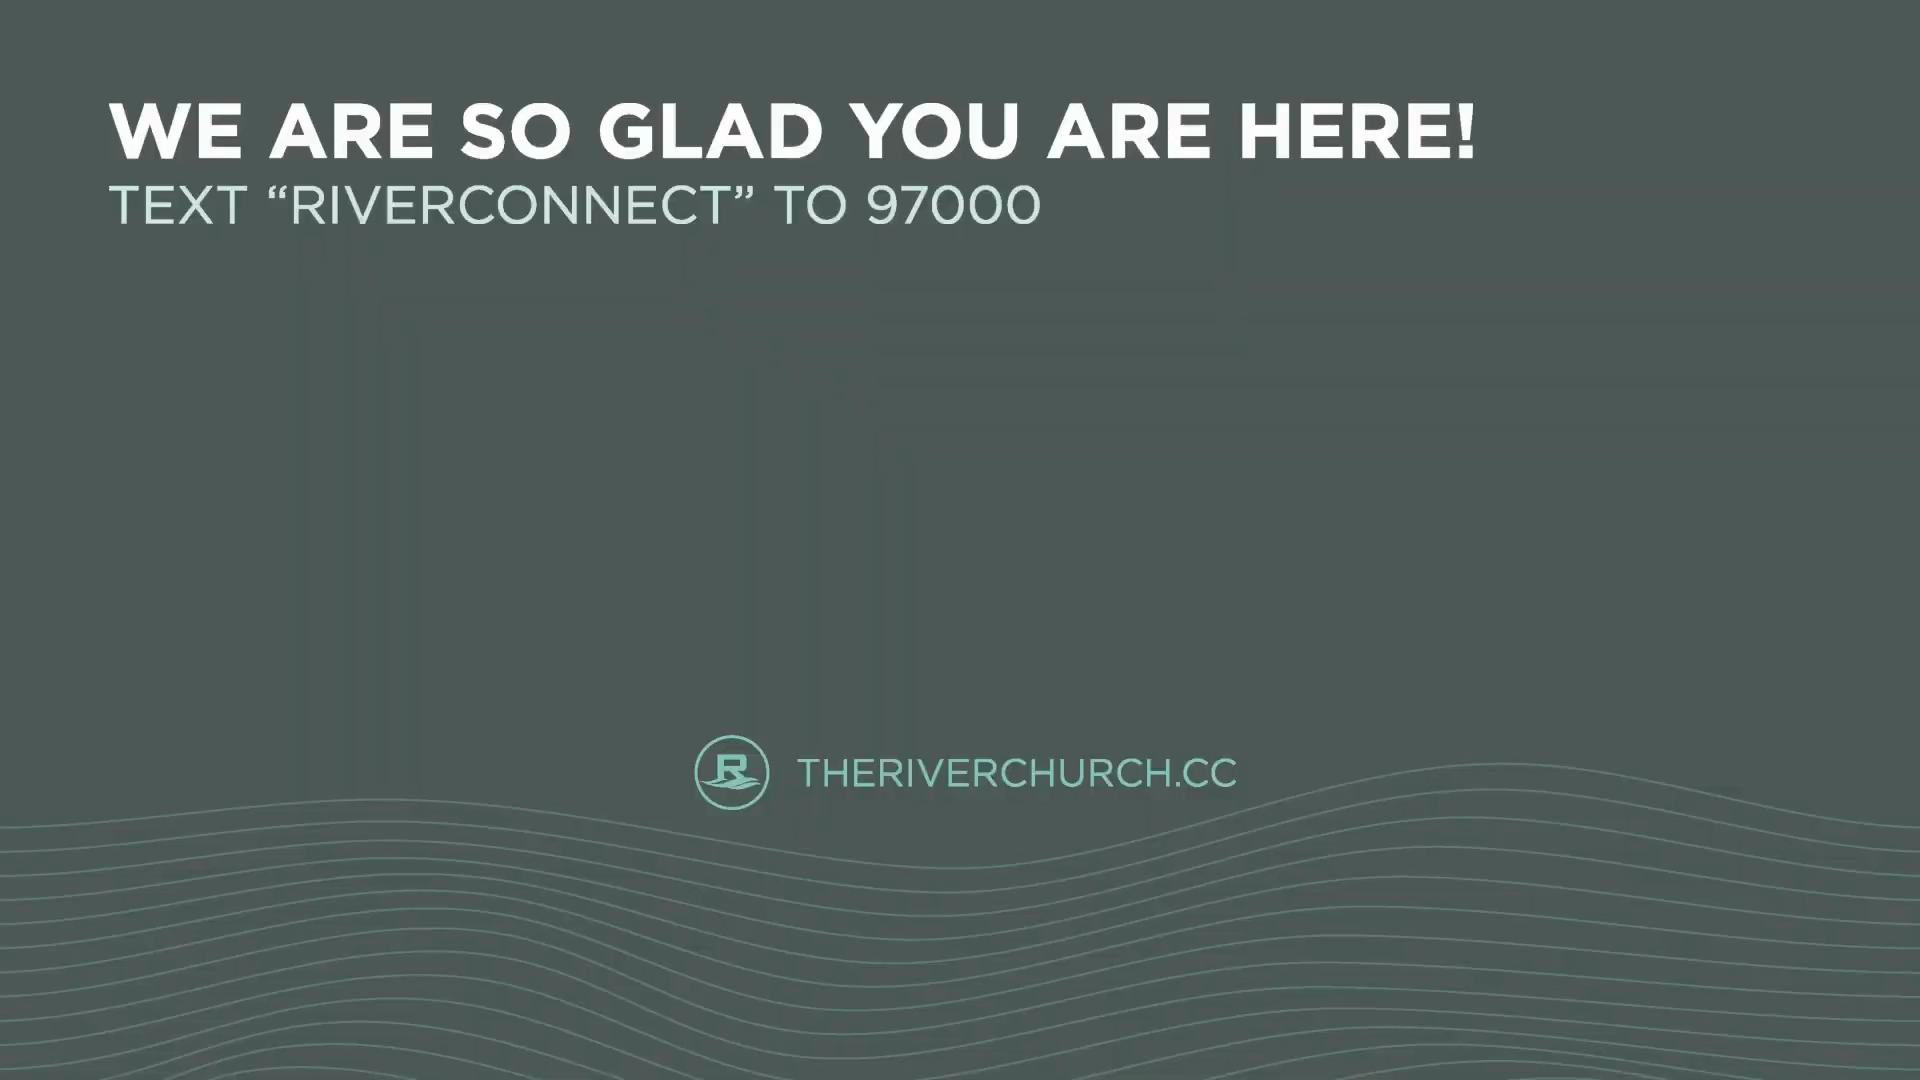 WE ARE SO GLAD YOU ARE HERE!
TEXT “RIVERCONNECT” TO 97000
R THERIVERCHURCH.CC